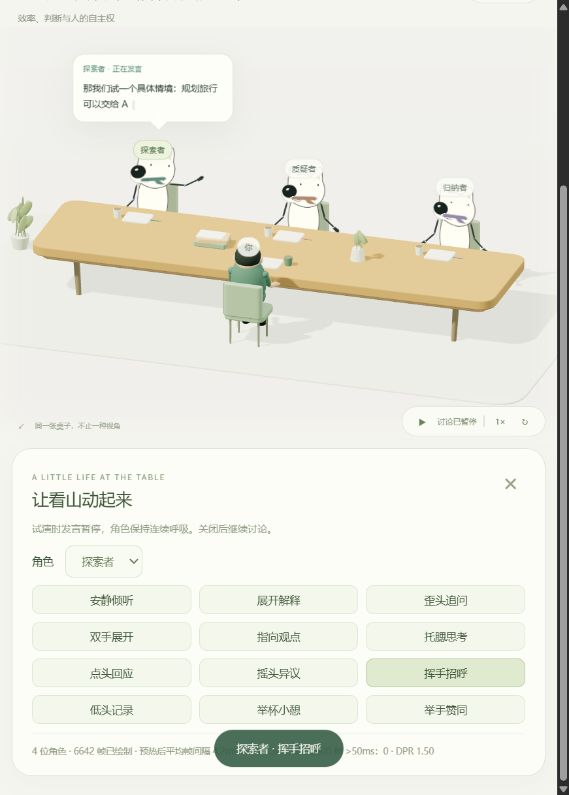 效率、判断与人的自主权
探索者 · 正在发言
那我们试一个具体情境：规划旅行
可以交给 A
探索者
质疑者
归纳者
你
同一张桌子，不止一种视角
讨论已暂停
1×
A LITTLE LIFE AT THE TABLE
让看山动起来
试演时发言暂停，角色保持连续呼吸。关闭后继续讨论。
角色 探索者
安静倾听 展开解释 歪头追问
双手展开 指向观点 托腮思考
点头回应 摇头异议 挥手招呼
低头记录 举杯小憩 举手赞同
4 位角色 · 6642 帧已绘制 · 预热后平均帧间隔
探索者 · 挥手招呼
>50ms：0 · DPR 1.50